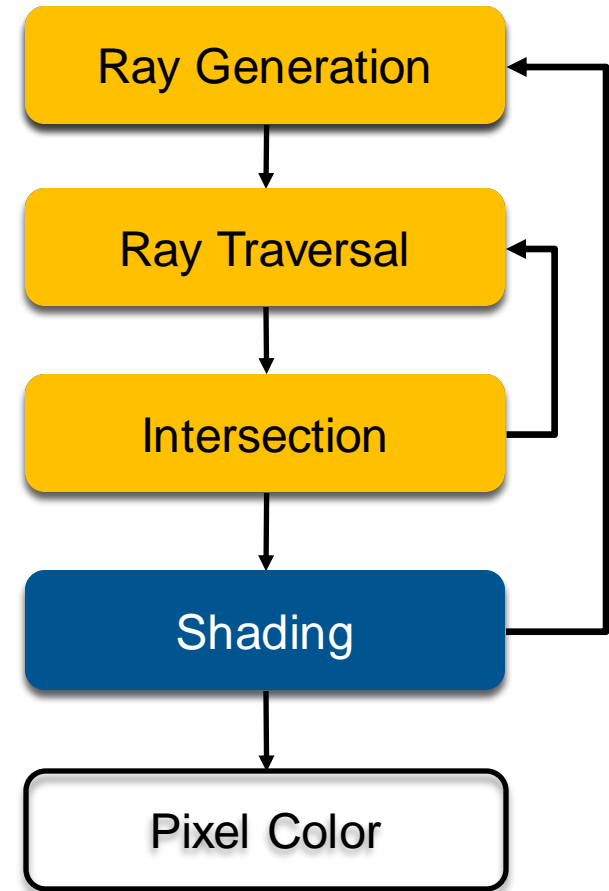 Ray Generation
Ray Traversal
Intersection
Shading
Pixel Color